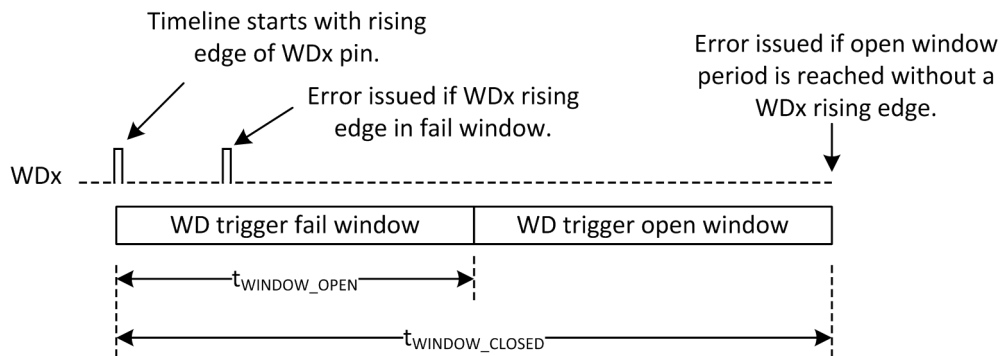 Timeline starts with rising
edge of WDx pin.
Error issued if open window
period is reached without a
WDx rising edge.
Error issued if WDx rising
edge in fail window.
WDx
WD trigger fail window
WD trigger open window
tWINDOW_OPEN
tWINDOW_CLOSED